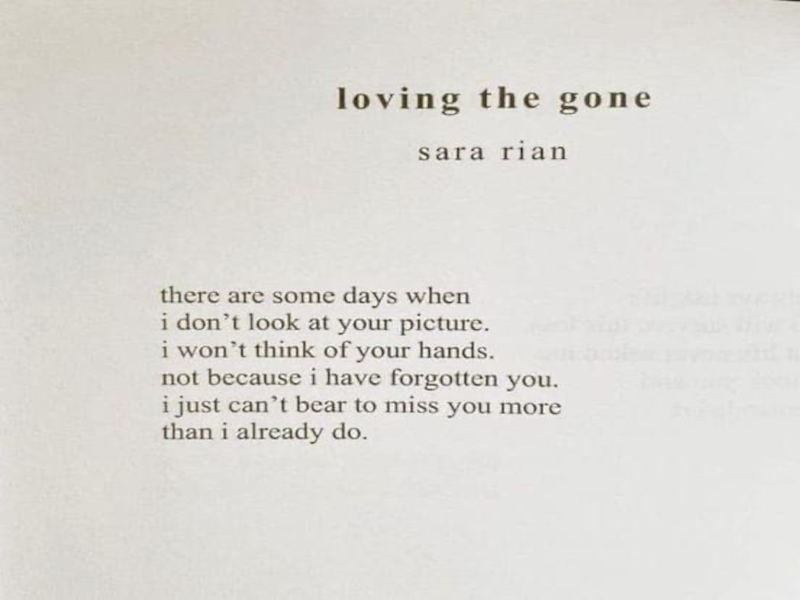 loving the gone
sara rian
there are some days when
i don't look at your picture.
i won't think of your hands.
not because i have forgotten you.
i just can't bear to miss you more
than i already do.